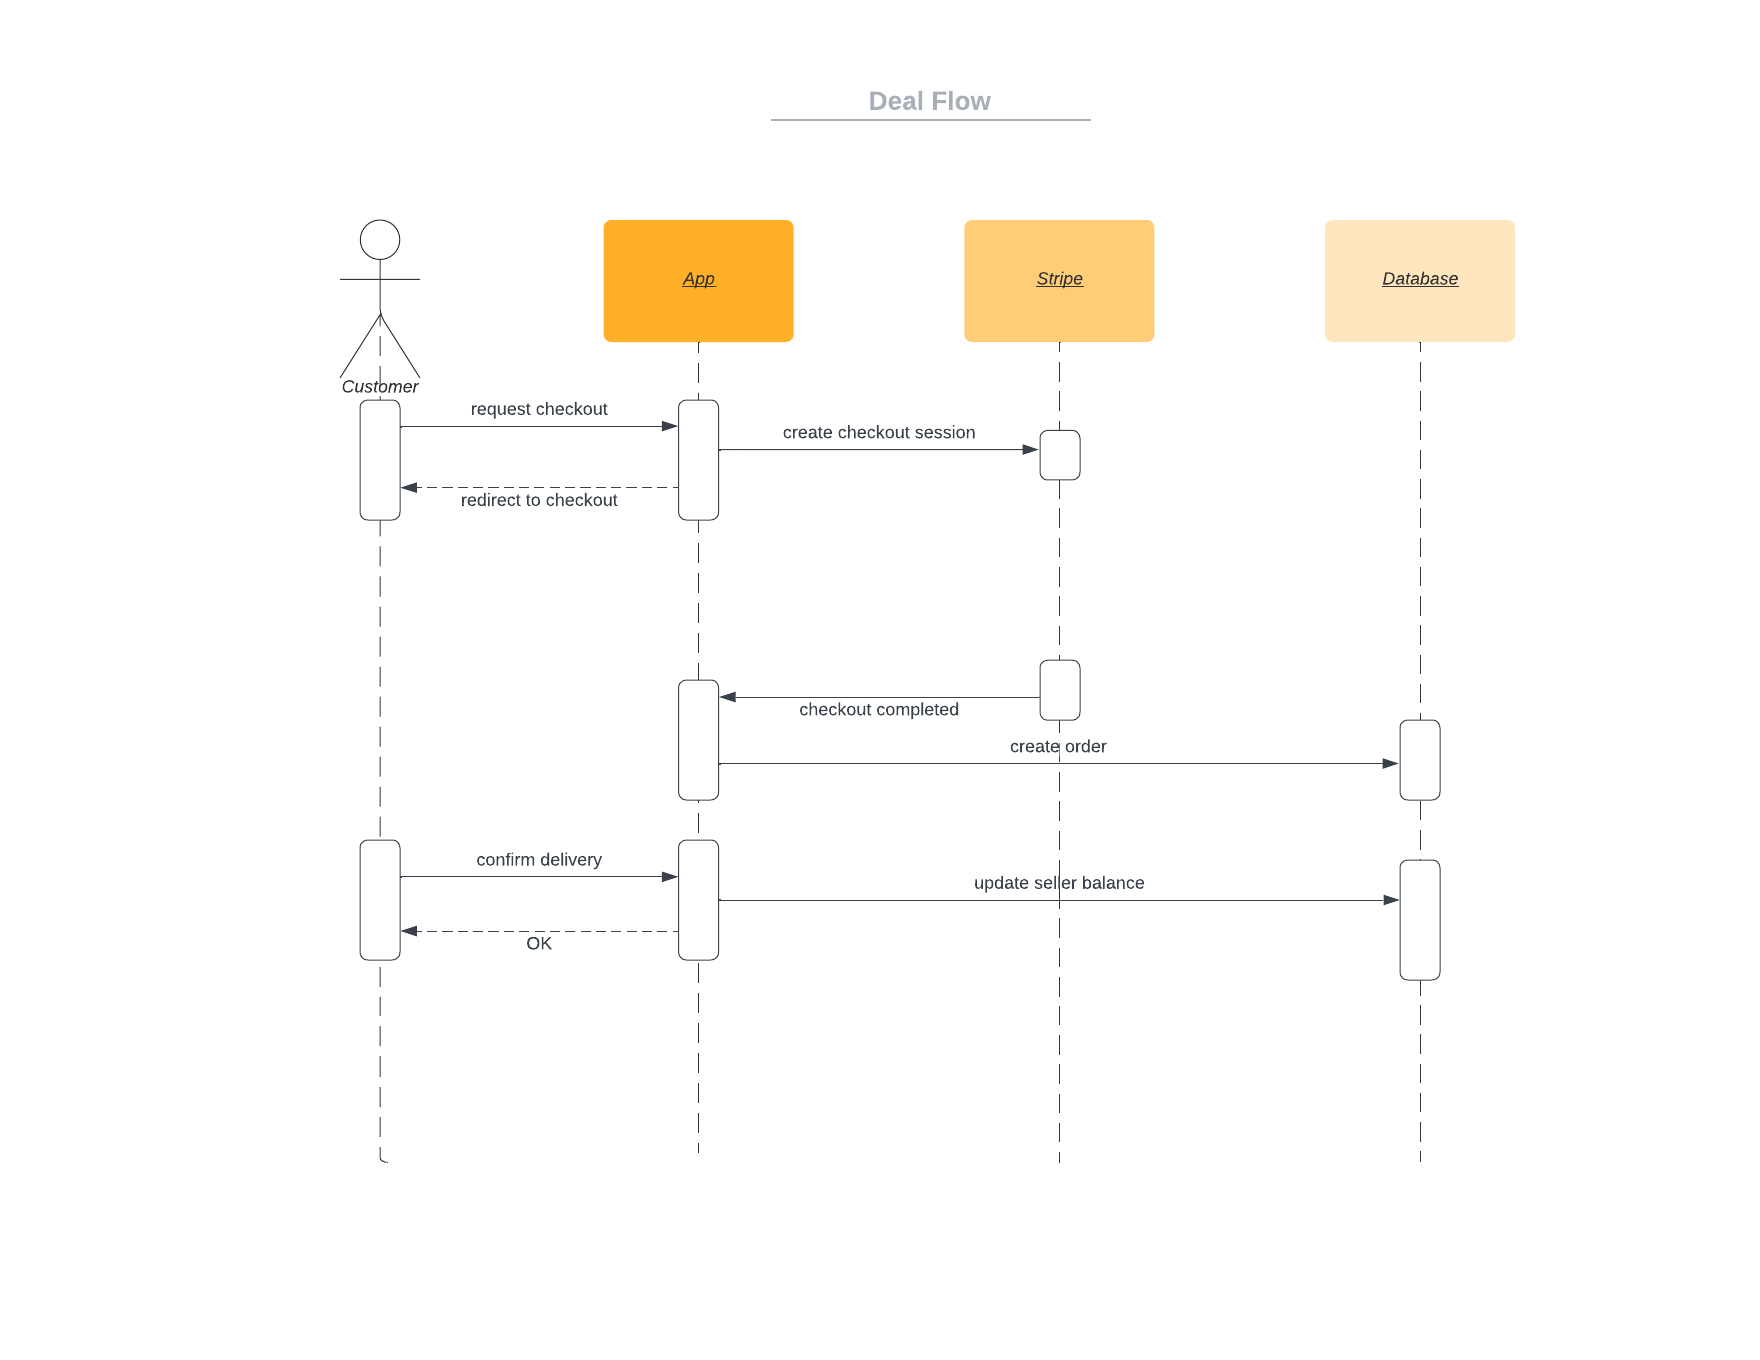 Deal Flow
App
Stripe
Database
Customer
request checkout
create checkout session
redirect to checkout
checkout completed
create order
confirm delivery
update seller balance
OK